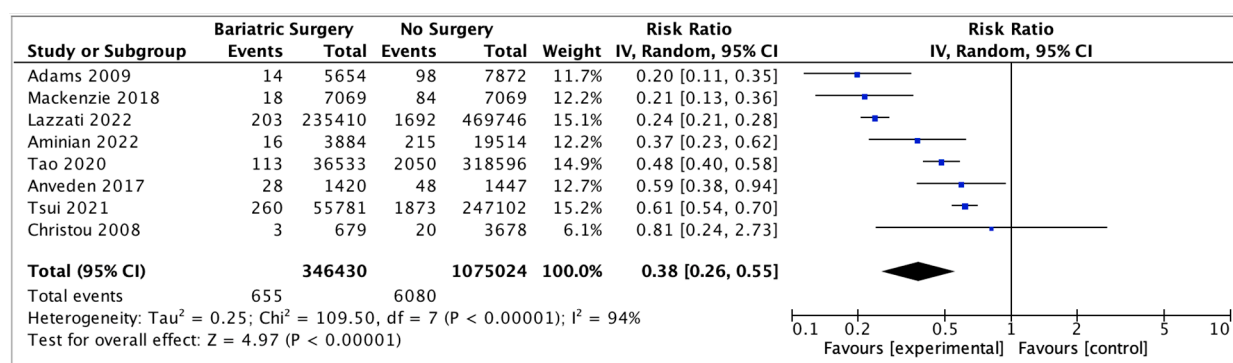 Bariatric Surgery No Surgery Risk Ratio Risk Ratio
Study or Subgroup Events Total Events Total Weight IV, Random, 95% CI IV, Random, 95% CI
Adams 2009 14 5654 98 7872 11.7% 0.20 [0.11, 0.35]
Mackenzie 2018 18 7069 84 7069 12.2% 0.21 [0.13, 0.36]
Lazzati 2022 203 235410 1692 469746 15.1% 0.24 [0.21, 0.28]
Aminian 2022 16 3884 215 19514 12.2% 0.37 [0.23, 0.62]
Tao 2020 113 36533 2050 318596 14.9% 0.48 [0.40, 0.58]
Anveden 2017 28 1420 48 1447 12.7% 0.59 [0.38, 0.94]
Tsui 2021 260 55781 1873 247102 15.2% 0.61 [0.54, 0.70]
Christou 2008 3 679 20 3678 6.1% 0.81 [0.24, 2.73]
Total (95% CI) 346430 1075024 100.0% 0.38 [0.26, 0.55]
Total events 655 6080
Heterogeneity: Tau² = 0.25; Chi² = 109.50, df = 7 (P < 0.00001); I² = 94%
Test for overall effect: Z = 4.97 (P < 0.00001)
0.1 0.2 0.5 1 2 5 10
Favours [experimental] Favours [control]